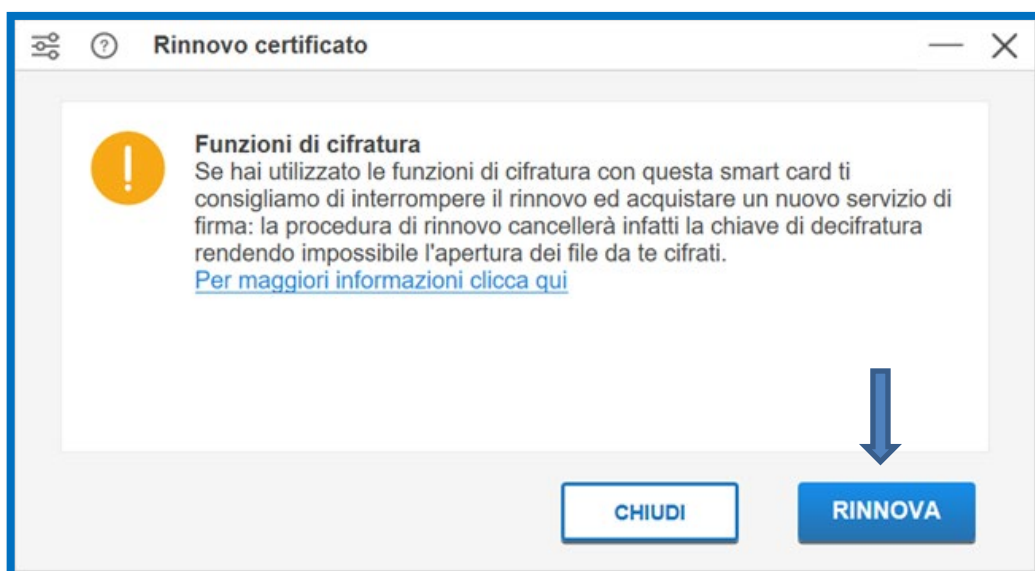 Rinnovo certificato
Funzioni di cifratura
Se hai utilizzato le funzioni di cifratura con questa smart card ti
consigliamo di interrompere il rinnovo ed acquistare un nuovo servizio di
firma: la procedura di rinnovo cancellerà infatti la chiave di decifratura
rendendo impossibile l'apertura dei file da te cifrati.
Per maggiori informazioni clicca qui
CHIUDI
RINNOVA